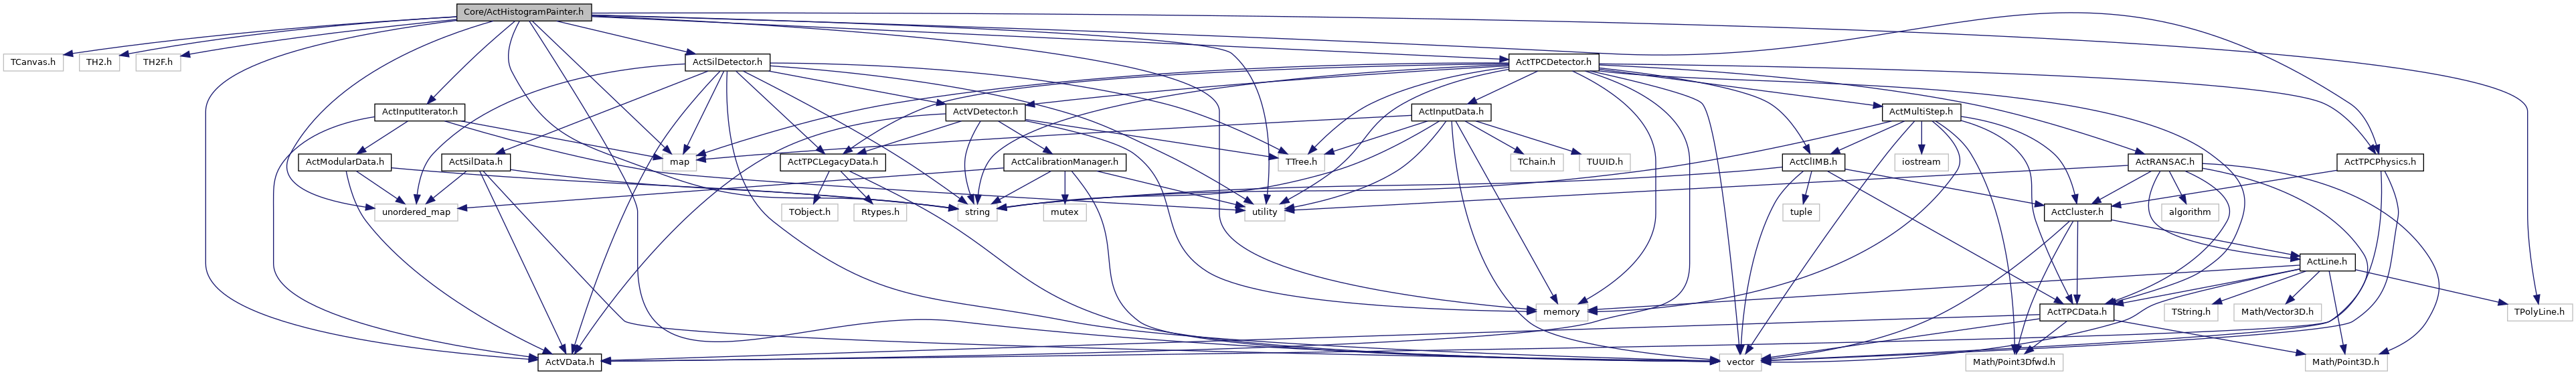 Core/ActHistogramPainter.h
TCanvas.h
TH2.h
TH2F.h
ActSilDetector.h
ActTPCDetector.h
ActInputIterator.h
ActVDetector.h
ActInputData.h
ActMultiStep.h
ActModularData.h
ActSilData.h
map
ActTPCLegacyData.h
ActCalibrationManager.h
TTree.h
TChain.h
TUUID.h
ActClIMB.h
iostream
ActRANSAC.h
ActTPCPhysics.h
unordered_map
TObject.h
Rtypes.h
string
mutex
utility
tuple
ActCluster.h
algorithm
ActLine.h
memory
ActTPCData.h
TString.h
Math/Vector3D.h
TPolyLine.h
ActVData.h
vector
Math/Point3Dfwd.h
Math/Point3D.h